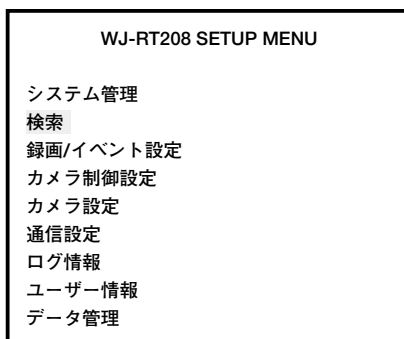 WJ-RT208 SETUP MENU
システム管理
検索
録画/イベント設定
カメラ制御設定
カメラ設定
通信設定
ログ情報
ユーザー情報
データ管理